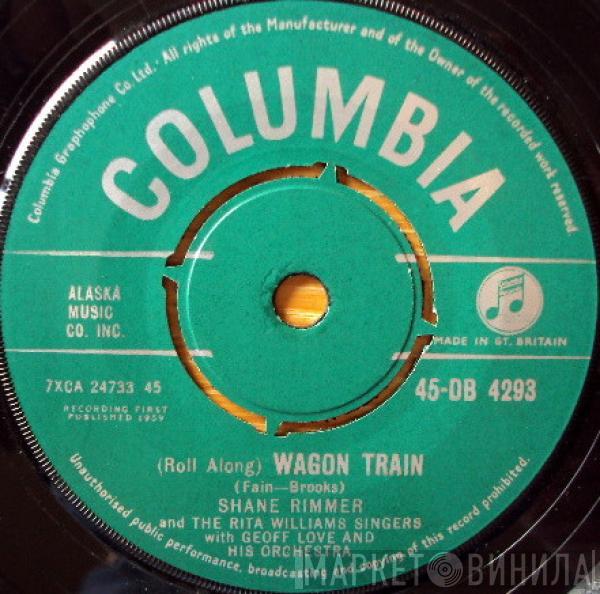 Columbia Graphophone Co. Ltd. · All rights of the Manufacturer and of the Owner of the recorded work reserved.
COLUMBIA
ALASKA
MUSIC
CO. INC.
MADE IN GT. BRITAIN
7XCA 24733 45
45-OB 4293
RECORDING FIRST
PUBLISHED 1959
(Roll Along) WAGON TRAIN
(Fain—Brooks)
SHANE RIMMER
and THE RITA WILLIAMS SINGERS
with GEOFF LOVE AND
HIS ORCHESTRA
Unauthorised public performance, broadcasting and copying of this record prohibited.
МАРКЕТ ВИНИЛА